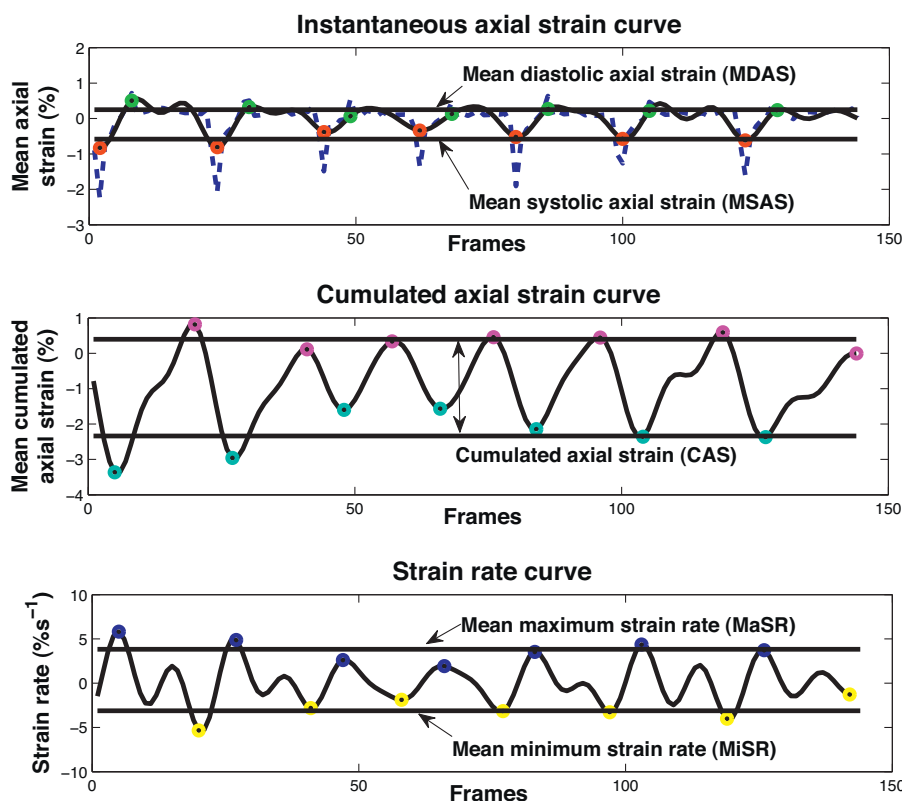 Instantaneous axial strain curve
Mean axial
strain (%)
2
1
0
−1
−2
−3
Mean diastolic axial strain (MDAS)
Mean systolic axial strain (MSAS)
0
50
100
150
Frames
Cumulated axial strain curve
Mean cumulated
axial strain (%)
1
0
−1
−2
−3
−4
Cumulated axial strain (CAS)
0
50
100
150
Frames
Strain rate curve
Strain rate (%s⁻¹)
10
5
0
−5
−10
Mean maximum strain rate (MaSR)
Mean minimum strain rate (MiSR)
0
50
100
150
Frames